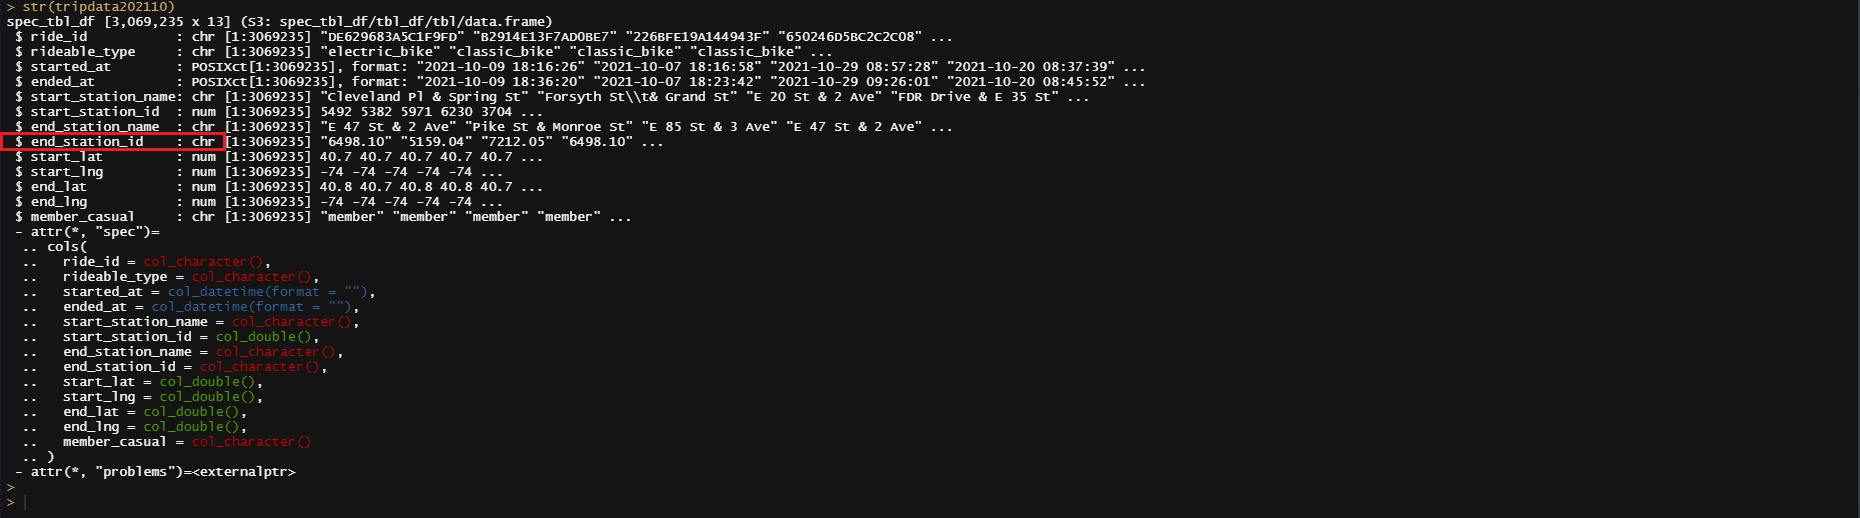 > str(tripdata202110)
spec_tbl_df [3,069,235 x 13] (S3: spec_tbl_df/tbl_df/tbl/data.frame)
 $ ride_id           : chr [1:3069235] "DE629683A5C1F9FD" "B2914E13F7AD0BE7" "226BFE19A144943F" "650246D5BC2C2C08" ...
 $ rideable_type     : chr [1:3069235] "electric_bike" "classic_bike" "classic_bike" "classic_bike" ...
 $ started_at        : POSIXct[1:3069235], format: "2021-10-09 18:16:26" "2021-10-07 18:16:58" "2021-10-29 08:57:28" "2021-10-20 08:37:39" ...
 $ ended_at          : POSIXct[1:3069235], format: "2021-10-09 18:36:20" "2021-10-07 18:23:42" "2021-10-29 09:26:01" "2021-10-20 08:45:52" ...
 $ start_station_name: chr [1:3069235] "Cleveland Pl & Spring St" "Forsyth St\\t& Grand St" "E 20 St & 2 Ave" "FDR Drive & E 35 St" ...
 $ start_station_id  : num [1:3069235] 5492 5382 5971 6230 3704 ...
 $ end_station_name  : chr [1:3069235] "E 47 St & 2 Ave" "Pike St & Monroe St" "E 85 St & 3 Ave" "E 47 St & 2 Ave" ...
 $ end_station_id    : chr [1:3069235] "6498.10" "5159.04" "7212.05" "6498.10" ...
 $ start_lat         : num [1:3069235] 40.7 40.7 40.7 40.7 40.7 ...
 $ start_lng         : num [1:3069235] -74 -74 -74 -74 -74 ...
 $ end_lat           : num [1:3069235] 40.8 40.7 40.8 40.8 40.7 ...
 $ end_lng           : num [1:3069235] -74 -74 -74 -74 -74 ...
 $ member_casual     : chr [1:3069235] "member" "member" "member" "member" ...
 - attr(*, "spec")=
  .. cols(
  ..   ride_id = col_character(),
  ..   rideable_type = col_character(),
  ..   started_at = col_datetime(format = ""),
  ..   ended_at = col_datetime(format = ""),
  ..   start_station_name = col_character(),
  ..   start_station_id = col_double(),
  ..   end_station_name = col_character(),
  ..   end_station_id = col_character(),
  ..   start_lat = col_double(),
  ..   start_lng = col_double(),
  ..   end_lat = col_double(),
  ..   end_lng = col_double(),
  ..   member_casual = col_character()
  .. )
 - attr(*, "problems")=<externalptr>
>
>